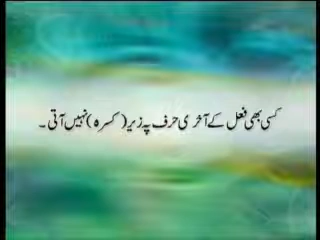 کسی بھی فعل کے آخری حرف پہ زیر (کسرہ) نہیں آتی ۔